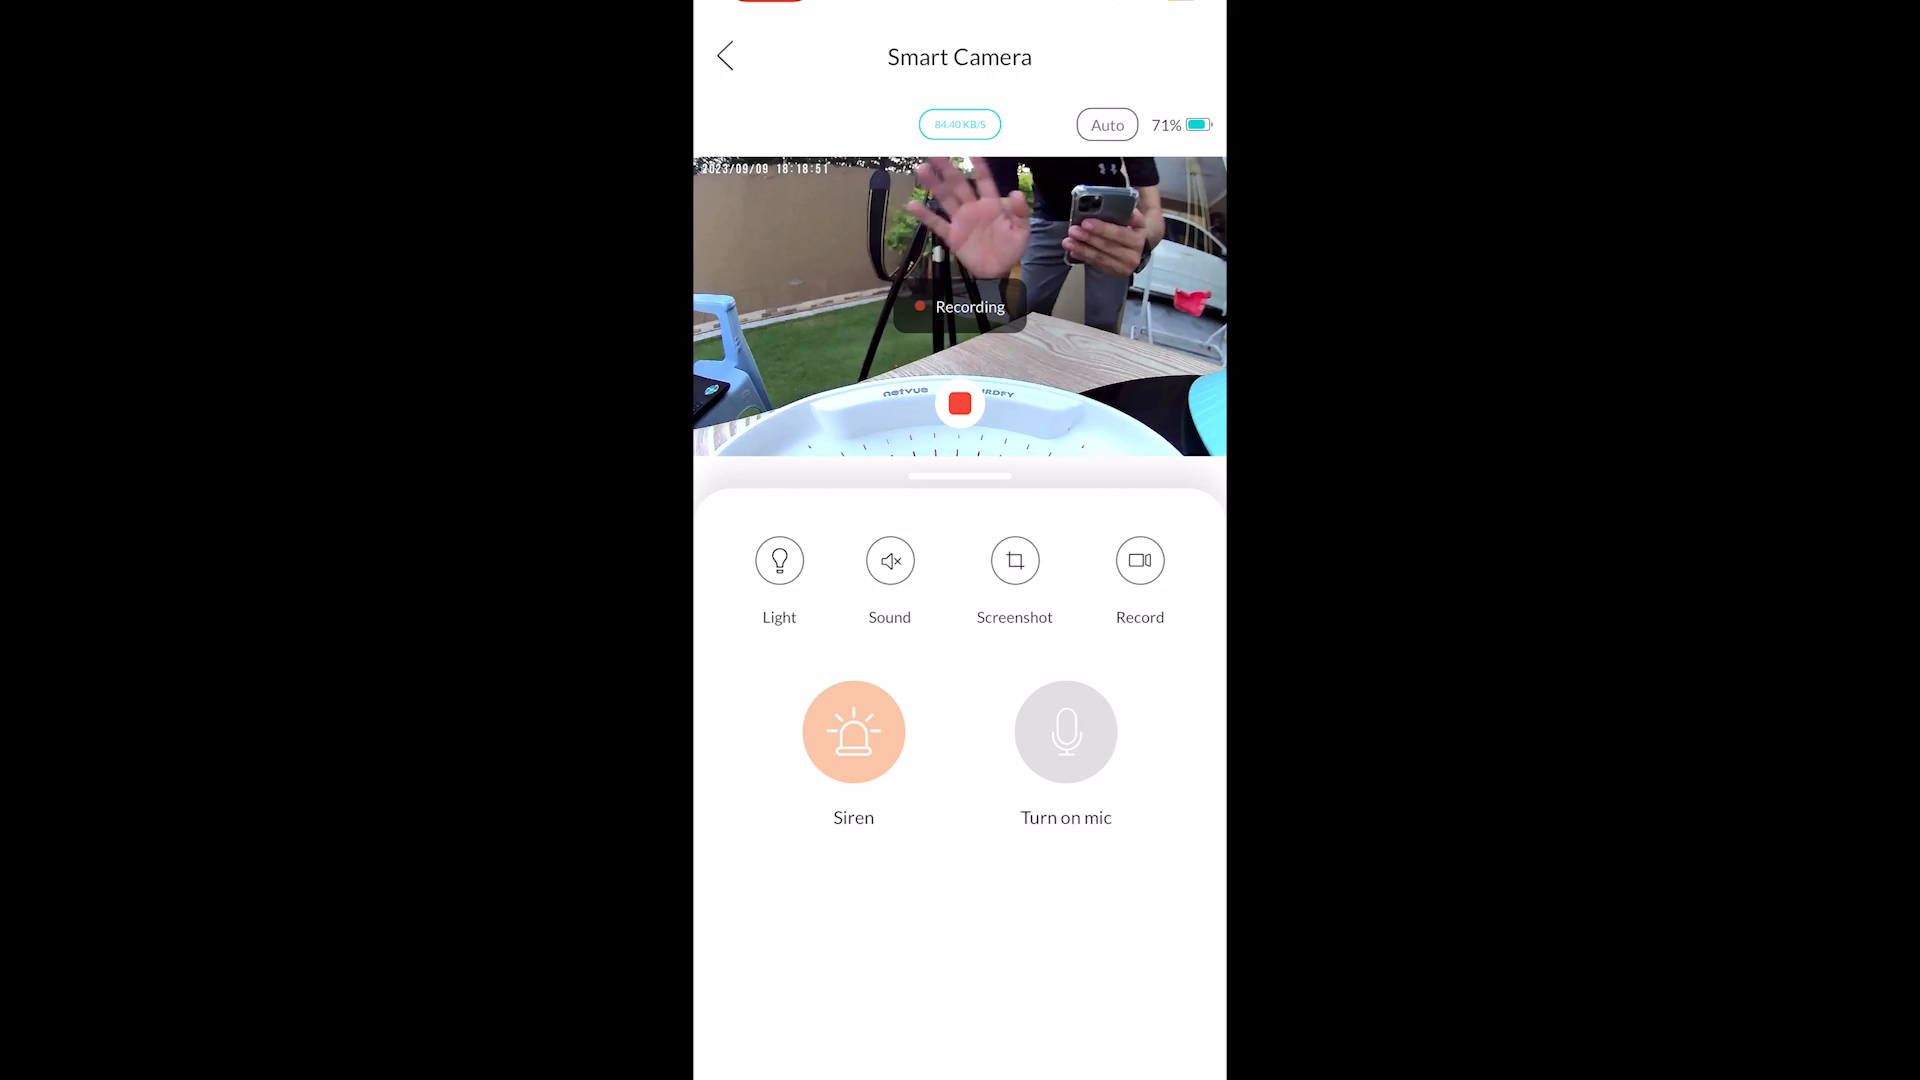 Smart Camera
84.40 KB/S
Auto
71%
2023/09/09 18:18:51
Recording
netvue
Light
Sound
Screenshot
Record
Siren
Turn on mic